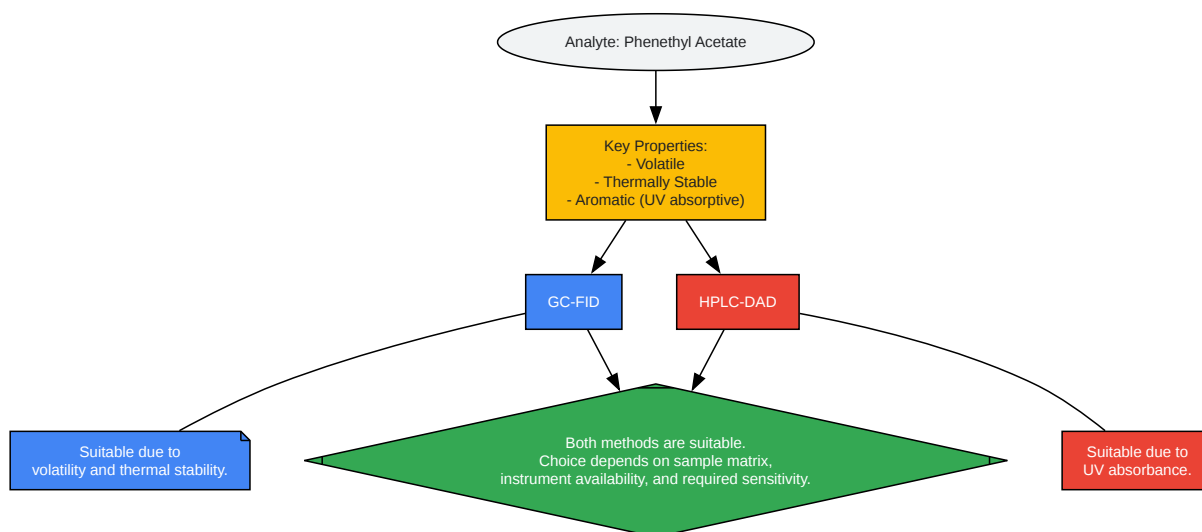 Analyte: Phenethyl Acetate
Key Properties:
- Volatile
- Thermally Stable
- Aromatic (UV absorptive)
GC-FID
HPLC-DAD
Suitable due to
volatility and thermal stability.
Both methods are suitable.
Choice depends on sample matrix,
instrument availability, and required sensitivity.
Suitable due to
UV absorbance.